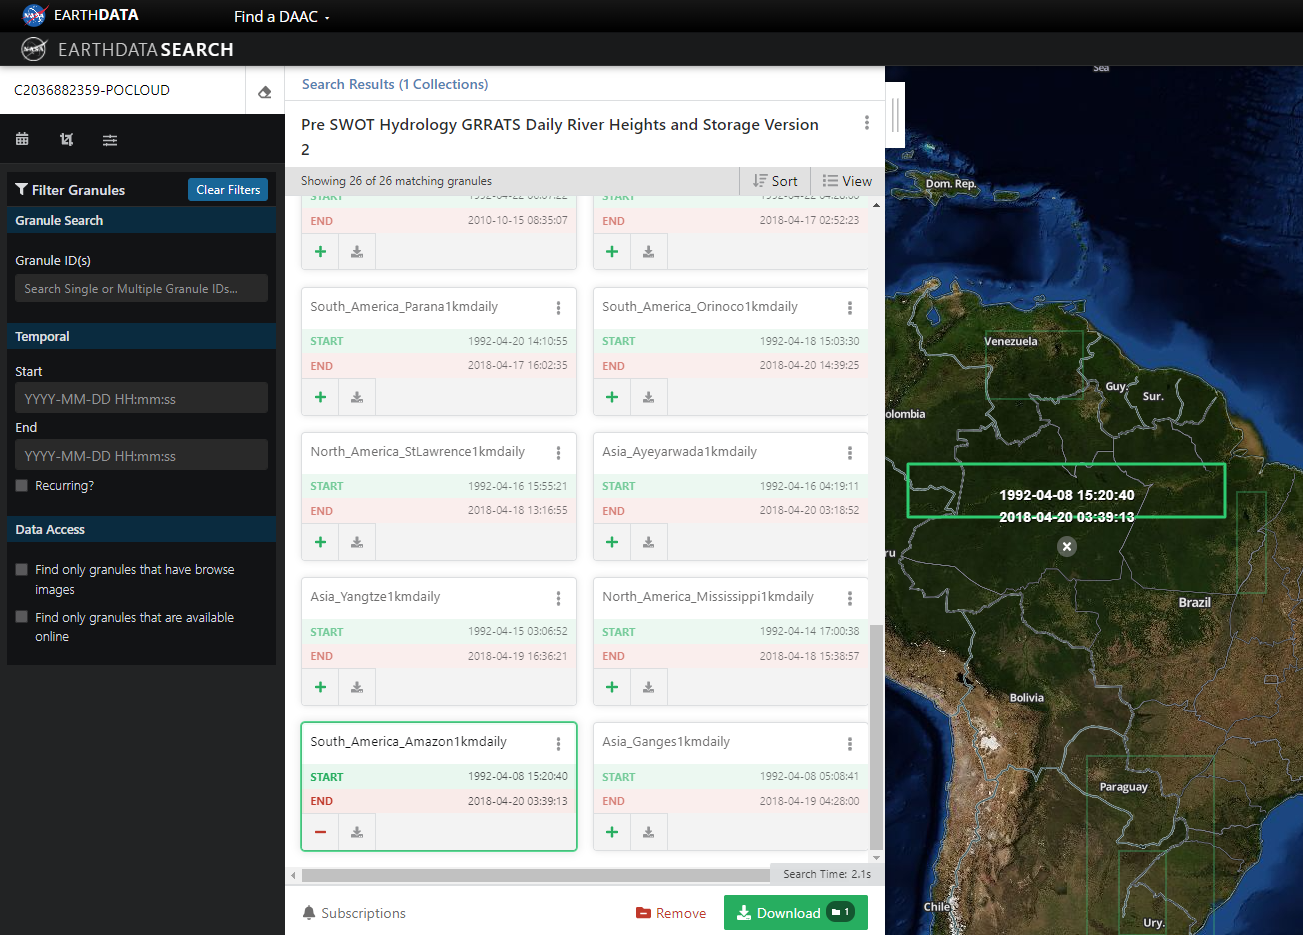 EARTHDATA
Find a DAAC
EARTHDATA SEARCH
C2036882359-POCLOUD
Filter Granules
Clear Filters
Granule Search
Granule ID(s)
Search Single or Multiple Granule IDs...
Temporal
Start
YYYY-MM-DD HH:mm:ss
End
YYYY-MM-DD HH:mm:ss
Recurring?
Data Access
Find only granules that have browse
images
Find only granules that are available
online
Search Results (1 Collections)
Pre SWOT Hydrology GRRATS Daily River Heights and Storage Version
2
Showing 26 of 26 matching granules
Sort
View
START
START
END 2010-10-15 08:35:07
END 2018-04-17 02:52:23
South_America_Parana1kmdaily
START 1992-04-20 14:10:55
END 2018-04-17 16:02:35
South_America_Orinoco1kmdaily
START 1992-04-18 15:03:30
END 2018-04-20 14:39:25
North_America_StLawrence1kmdaily
START 1992-04-16 15:55:21
END 2018-04-18 13:16:55
Asia_Ayeyarwada1kmdaily
START 1992-04-16 04:19:11
END 2018-04-20 03:18:52
Asia_Yangtze1kmdaily
START 1992-04-15 03:06:52
END 2018-04-19 16:36:21
North_America_Mississippi1kmdaily
START 1992-04-14 17:00:38
END 2018-04-18 15:38:57
South_America_Amazon1kmdaily
START 1992-04-08 15:20:40
END 2018-04-20 03:39:13
Asia_Ganges1kmdaily
START 1992-04-08 05:08:41
END 2018-04-19 04:28:00
Search Time: 2.1s
Subscriptions
Remove
Download 1
Sea
Dom. Rep.
Venezuela
Guy.
Sur.
olombia
1992-04-08 15:20:40
2018-04-20 03:39:13
ru
Brazil
Bolivia
Paraguay
Chile
Ury.